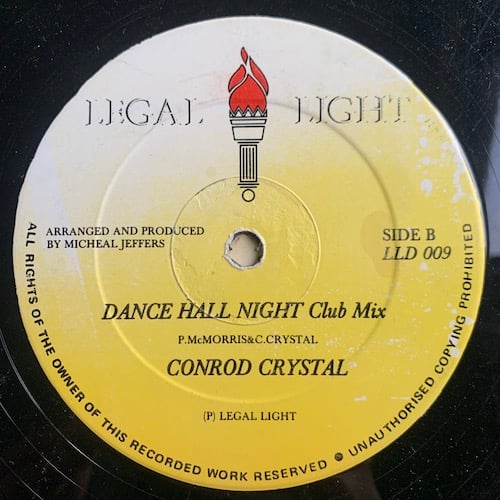 LEGAL LIGHT
ARRANGED AND PRODUCED
BY MICHEAL JEFFERS
SIDE B
LLD 009
DANCE HALL NIGHT Club Mix
P.McMORRIS&C.CRYSTAL
CONROD CRYSTAL
(P) LEGAL LIGHT
ALL RIGHTS OF THE OWNER OF THIS RECORDED WORK RESERVED ● UNAUTHORISED COPYING PROHIBITED